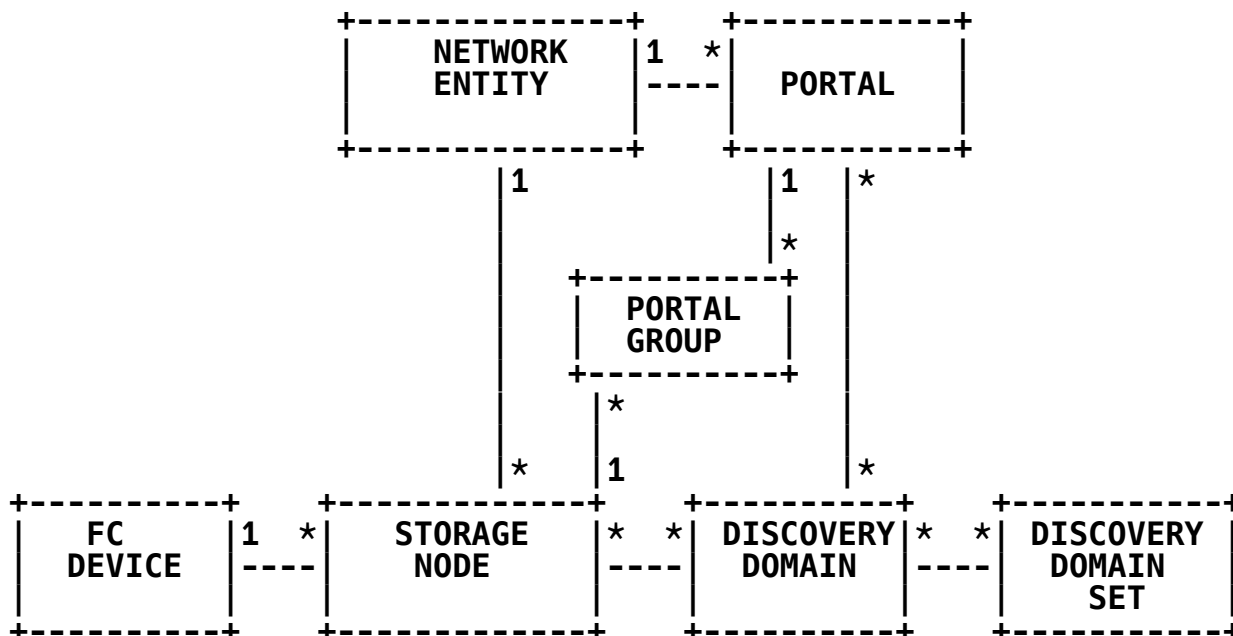 NETWORK 1 *
ENTITY PORTAL
1 1 *
*
PORTAL
GROUP
*
* 1 *
FC 1 * STORAGE * * DISCOVERY * * DISCOVERY
DEVICE NODE DOMAIN DOMAIN
SET